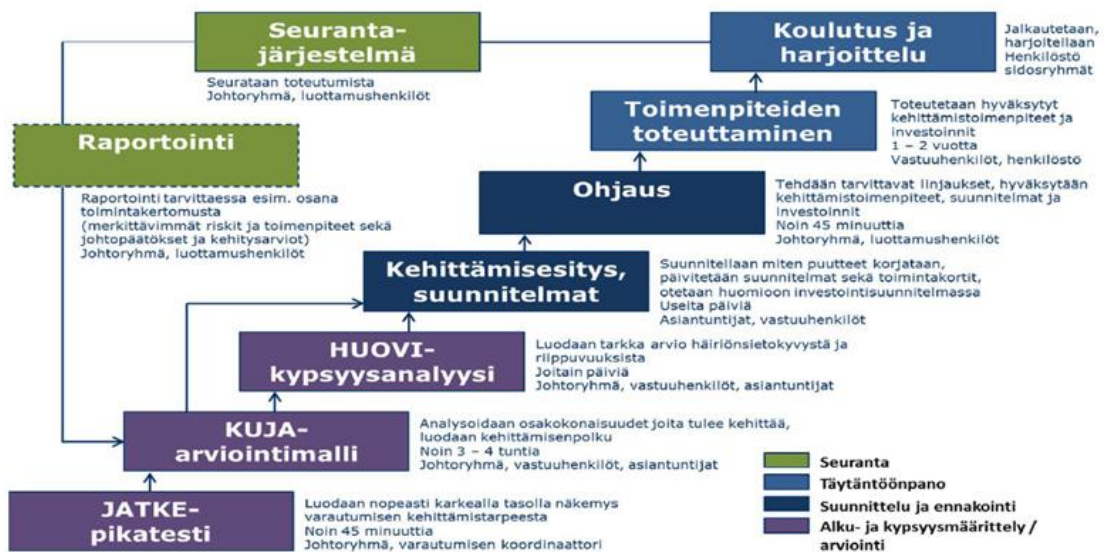 Seuranta-
järjestelmä
Seurataan toteutumista
Johtoryhmä, luottamushenkilöt
Koulutus ja
harjoittelu
Jalkautetaan,
harjoitellaan
Henkilöstö
sidosryhmät
Raportointi
Raportointi tarvittaessa esim. osana
toimintakertomusta
(merkittävimmät riskit ja toimenpiteet sekä
johtopäätökset ja kehitysarviot)
Johtoryhmä, luottamushenkilöt
Toimenpiteiden
toteuttaminen
Toteutetaan hyväksytyt
kehittämistoimenpiteet ja
investoinnit
1 – 2 vuotta
Vastuuhenkilöt, henkilöstö
Ohjaus
Tehdään tarvittavat linjaukset, hyväksytään
kehittämistoimenpiteet, suunnitelmat ja
investoinnit
Noin 45 minuuttia
Johtoryhmä, luottamushenkilöt
Kehittämisesitys,
suunnitelmat
Suunnitellaan miten puutteet korjataan,
päivitetään suunnitelmat sekä toimintakortit,
otetaan huomioon investointisuunnitelmassa
Useita päiviä
Asiantuntijat, vastuuhenkilöt
HUOVI-
kypsyysanalyysi
Luodaan tarkka arvio häiriönsietokyvystä ja
riippuvuuksista
Joitain päiviä
Johtoryhmä, vastuuhenkilöt, asiantuntijat
KUJA-
arviointimalli
Analysoidaan osakokonaisuudet joita tulee kehittää,
luodaan kehittämisenpolku
Noin 3 – 4 tuntia
Johtoryhmä, vastuuhenkilöt, asiantuntijat
JATKE-
pikatesti
Luodaan nopeasti karkealla tasolla näkemys
varautumisen kehittämistarpeesta
Noin 45 minuuttia
Johtoryhmä, varautumisen koordinaattori
Seuranta
Täytäntöönpano
Suunnittelu ja ennakointi
Alku- ja kypsyysmäärittely /
arviointi